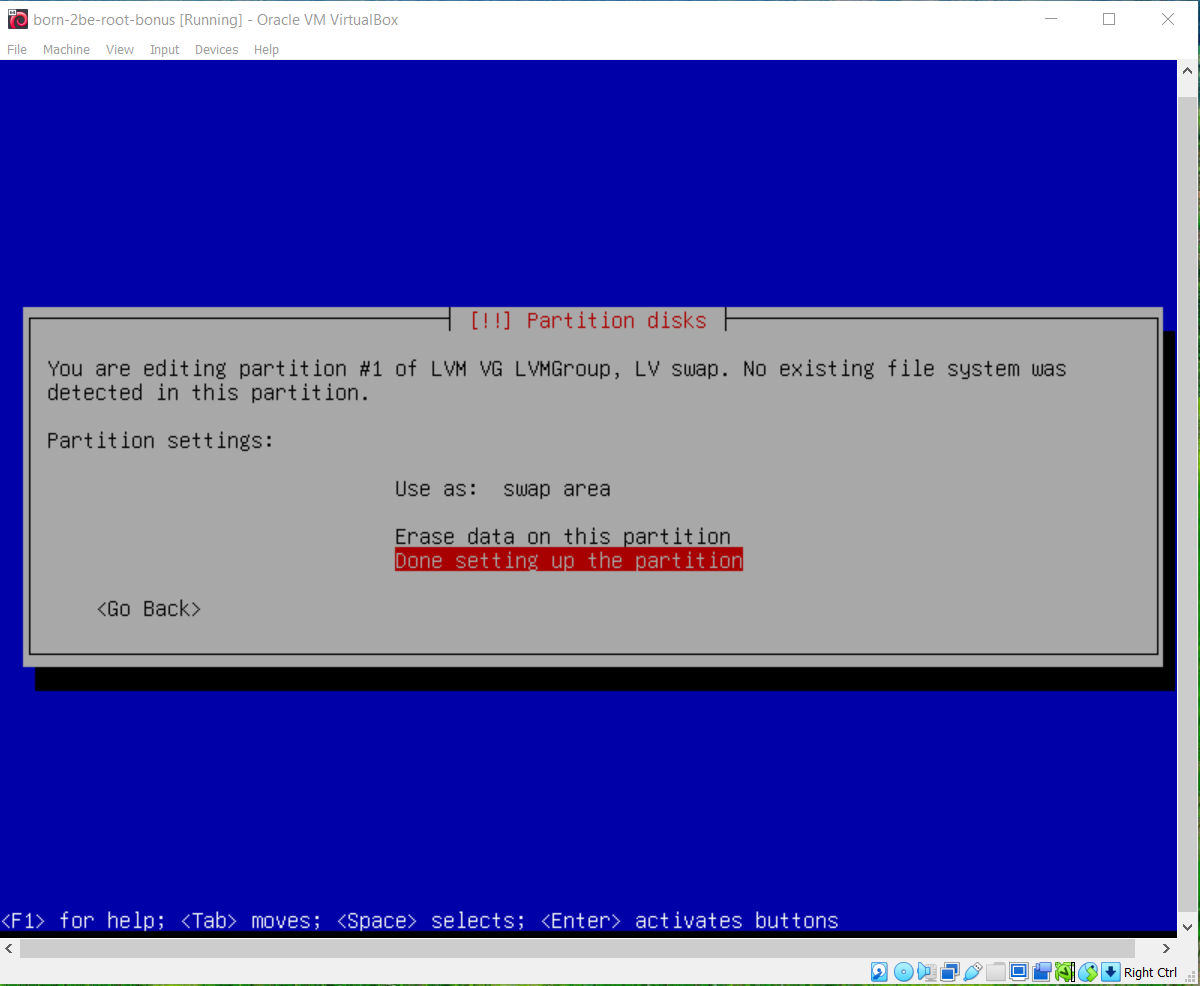 born-2be-root-bonus [Running] - Oracle VM VirtualBox
File Machine View Input Devices Help
[!!] Partition disks
You are editing partition #1 of LVM VG LVMGroup, LV swap. No existing file system was
detected in this partition.
Partition settings:
Use as: swap area
Erase data on this partition
Done setting up the partition
<Go Back>
<F1> for help; <Tab> moves; <Space> selects; <Enter> activates buttons
Right Ctrl